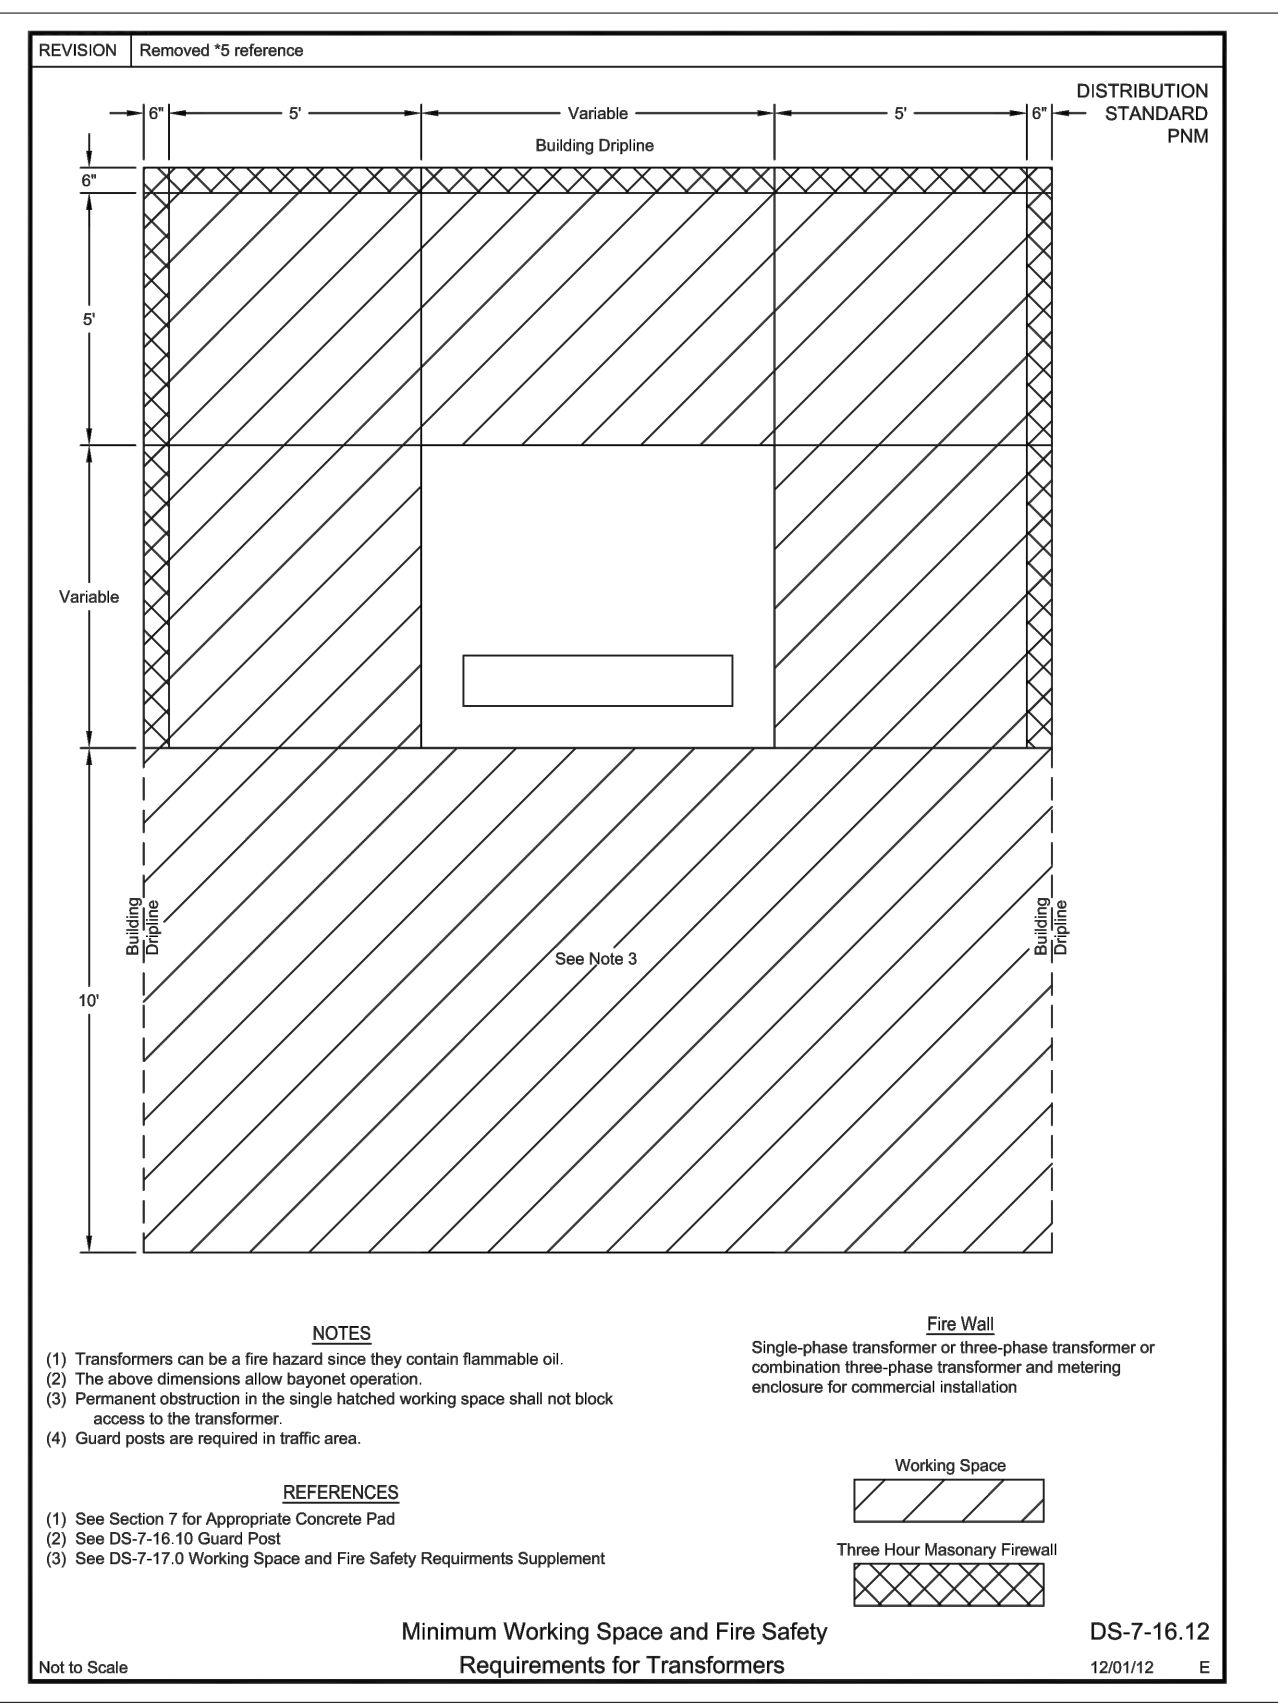 REVISION Removed *5 reference
DISTRIBUTION
STANDARD
PNM
6" 5' Variable 5' 6"
Building Dripline
6"
5'
Variable
10'
Building
Dripline
See Note 3
Building
Dripline
NOTES
(1) Transformers can be a fire hazard since they contain flammable oil.
(2) The above dimensions allow bayonet operation.
(3) Permanent obstruction in the single hatched working space shall not block
access to the transformer.
(4) Guard posts are required in traffic area.
REFERENCES
(1) See Section 7 for Appropriate Concrete Pad
(2) See DS-7-16.10 Guard Post
(3) See DS-7-17.0 Working Space and Fire Safety Requirments Supplement
Fire Wall
Single-phase transformer or three-phase transformer or
combination three-phase transformer and metering
enclosure for commercial installation
Working Space
Three Hour Masonary Firewall
Minimum Working Space and Fire Safety
Requirements for Transformers
DS-7-16.12
Not to Scale
12/01/12 E